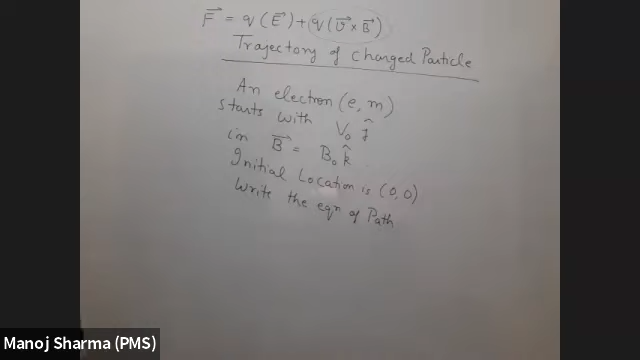 F⃗ = q (E⃗) + q (v⃗ × B⃗)
Trajectory of Charged Particle
An electron (e, m)
starts with V₀ ĵ
in B⃗ = B₀ k̂
Initial Location is (0, 0)
Write the eqn of Path
Manoj Sharma (PMS)